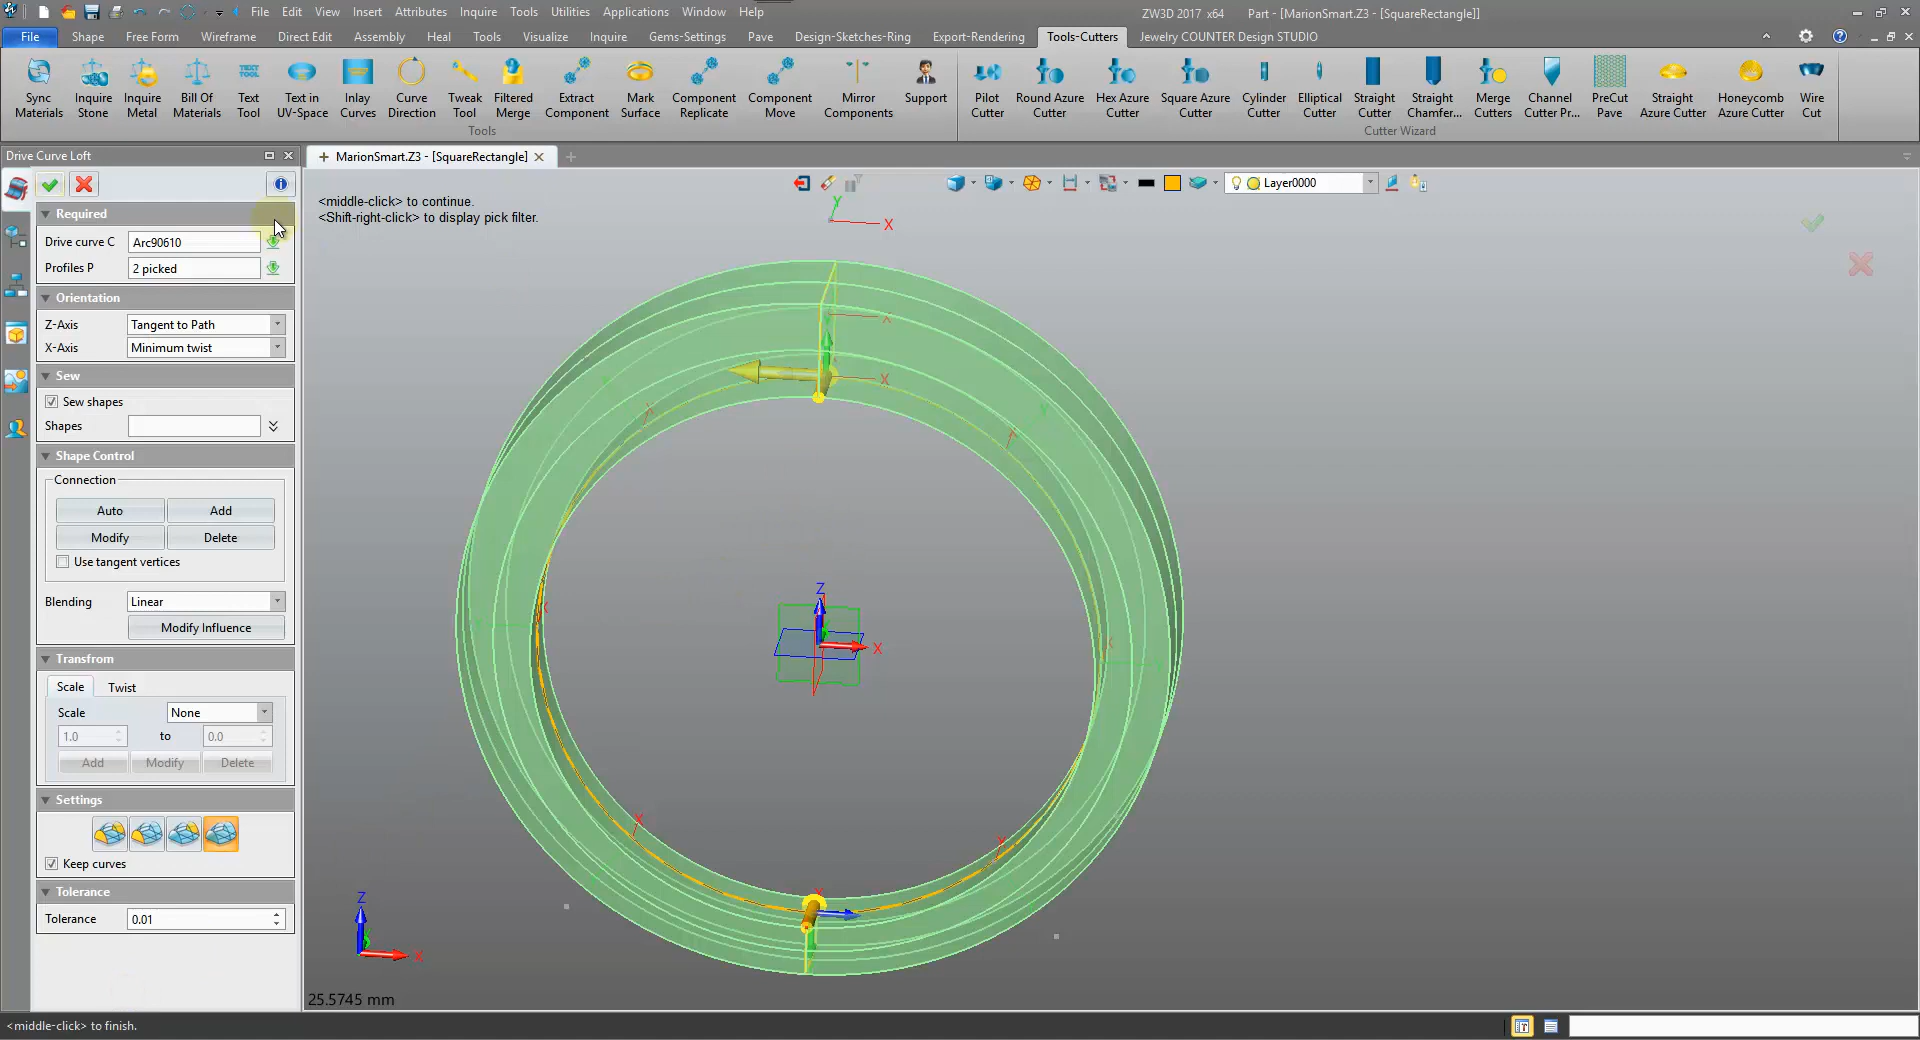 File Edit View Insert Attributes Inquire Tools Utilities Applications Window Help
ZW3D 2017 x64 Part - [MarionSmart.Z3 - [SquareRectangle]]
File Shape Free Form Wireframe Direct Edit Assembly Heal Tools Visualize Inquire Gems-Settings Pave Design-Sketches-Ring Export-Rendering Tools-Cutters Jewelry COUNTER Design STUDIO
Sync Materials
Inquire Stone
Inquire Metal
Bill Of Materials
TEXT TOOL
Text Tool
Text in UV-Space
Inlay Curves
Curve Direction
Tweak Tool
Filtered Merge
Extract Component
Mark Surface
Component Replicate
Component Move
Mirror Components
Support
Pilot Cutter
Round Azure Cutter
Hex Azure Cutter
Square Azure Cutter
Cylinder Cutter
Elliptical Cutter
Straight Cutter
Straight Chamfer...
Merge Cutters
Channel Cutter Pr...
PreCut Pave
Straight Azure Cutter
Honeycomb Azure Cutter
Wire Cut
Tools
Cutter Wizard
Drive Curve Loft
MarionSmart.Z3 - [SquareRectangle]
Required
Drive curve C Arc90610
Profiles P 2 picked
Orientation
Z-Axis Tangent to Path
X-Axis Minimum twist
Sew
Sew shapes
Shapes
Shape Control
Connection
Auto Add
Modify Delete
Use tangent vertices
Blending Linear
Modify Influence
Transfrom
Scale Twist
Scale None
1.0 to 0.0
Add Modify Delete
Settings
Keep curves
Tolerance
Tolerance 0.01
<middle-click> to continue.
<Shift-right-click> to display pick filter.
Layer0000
Y
X
X
X
Z
X
Z
X
25.5745 mm
<middle-click> to finish.